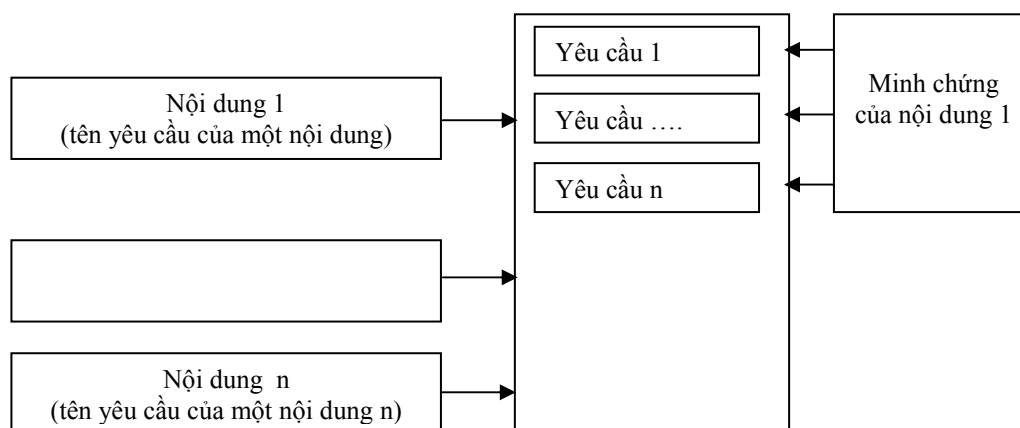 Nội dung 1
(tên yêu cầu của một nội dung)
Nội dung n
(tên yêu cầu của một nội dung n)
Yêu cầu 1
Yêu cầu ….
Yêu cầu n
Minh chứng
của nội dung 1